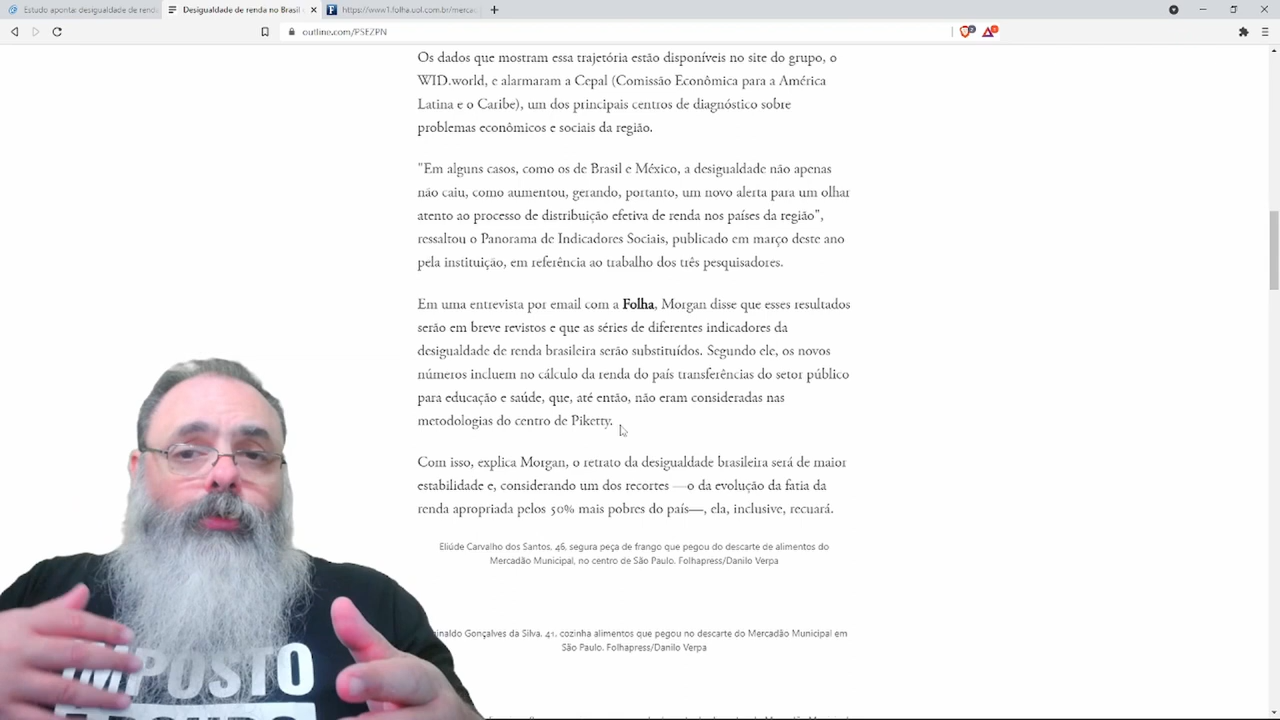 Estudo aponta: desigualdade de rend
Desigualdade de renda no Brasil
https://www1.folha.uol.com.br/merca
outline.com/PSEZPN
Os dados que mostram essa trajetória estão disponíveis no site do grupo, o
WID.world, e alarmaram a Cepal (Comissão Econômica para a América
Latina e o Caribe), um dos principais centros de diagnóstico sobre
problemas econômicos e sociais da região.
"Em alguns casos, como os de Brasil e México, a desigualdade não apenas
não caiu, como aumentou, gerando, portanto, um novo alerta para um olhar
atento ao processo de distribuição efetiva de renda nos países da região",
ressaltou o Panorama de Indicadores Sociais, publicado em março deste ano
pela instituição, em referência ao trabalho dos três pesquisadores.
Em uma entrevista por email com a Folha, Morgan disse que esses resultados
serão em breve revistos e que as séries de diferentes indicadores da
desigualdade de renda brasileira serão substituídos. Segundo ele, os novos
números incluem no cálculo da renda do país transferências do setor público
para educação e saúde, que, até então, não eram consideradas nas
metodologias do centro de Piketty.
Com isso, explica Morgan, o retrato da desigualdade brasileira será de maior
estabilidade e, considerando um dos recortes —o da evolução da fatia da
renda apropriada pelos 50% mais pobres do país—, ela, inclusive, recuará.
Eliúde Carvalho dos Santos, 46, segura peça de frango que pegou do descarte de alimentos do
Mercadão Municipal, no centro de São Paulo. Folhapress/Danilo Verpa
inaldo Gonçalves da Silva, 41, cozinha alimentos que pegou no descarte do Mercadão Municipal em
São Paulo. Folhapress/Danilo Verpa
IMPOSTO